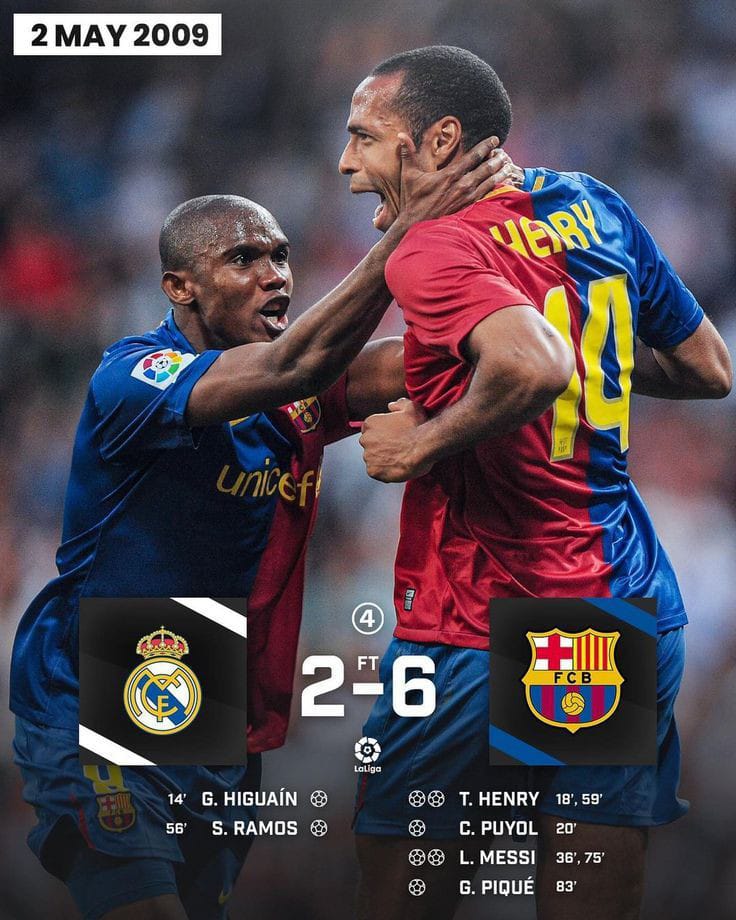 2 MAY 2009
HENRY
14
unicef
4
FT
2-6
FCB
LaLiga
14' G. HIGUAÍN
56' S. RAMOS
T. HENRY 18', 59'
C. PUYOL 20'
L. MESSI 36', 75'
G. PIQUÉ 83'